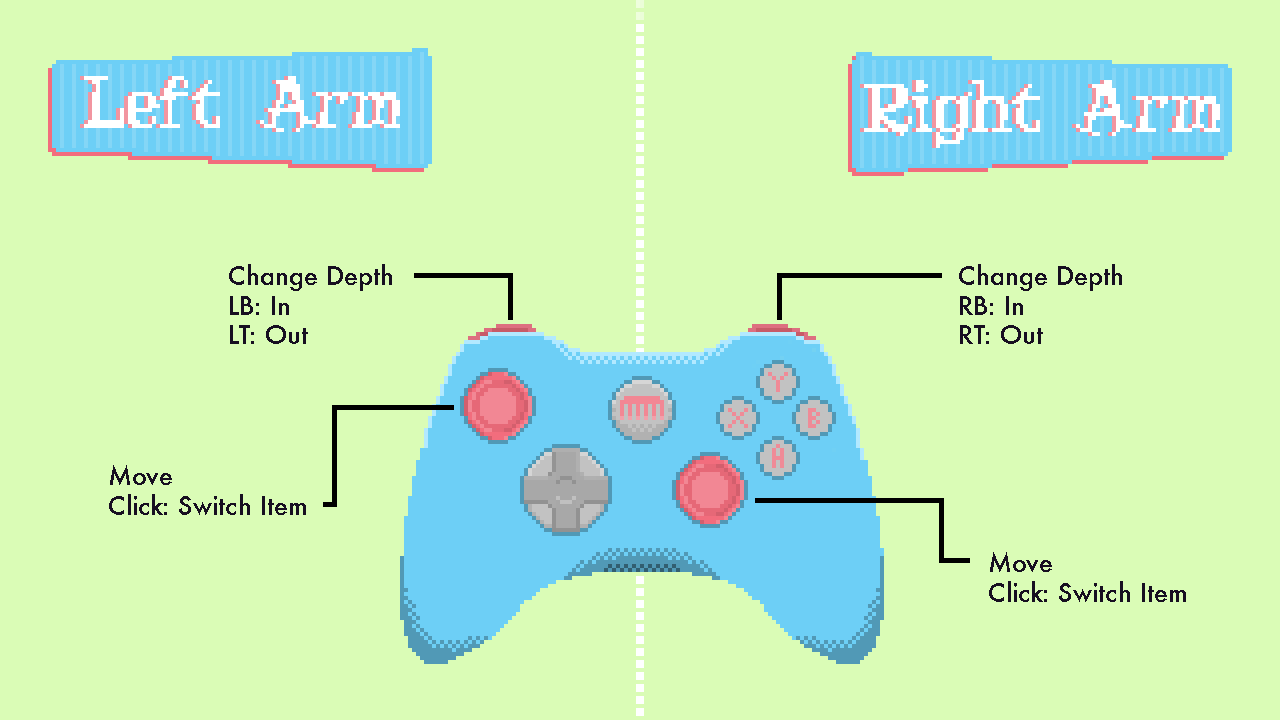 Left Arm
Right Arm
Change Depth
LB: In
LT: Out
Change Depth
RB: In
RT: Out
Y
X
B
A
Move
Click: Switch Item
Move
Click: Switch Item